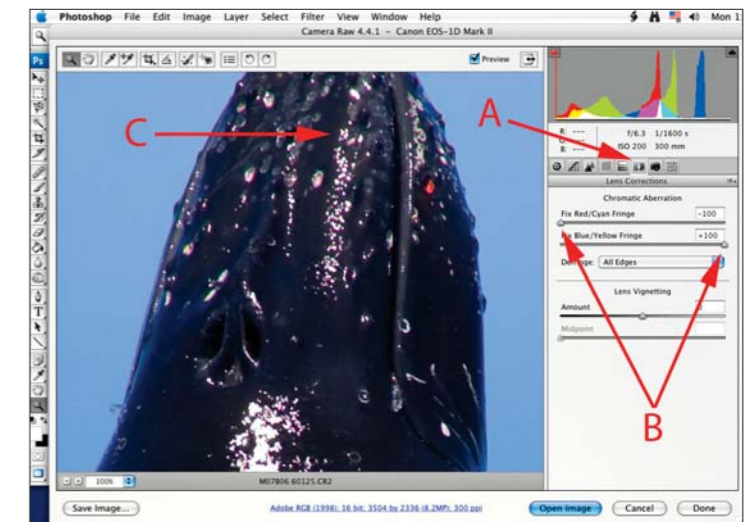 Photoshop File Edit Image Layer Select Filter View Window Help
Mon 1:
Camera Raw 4.4.1 – Canon EOS-1D Mark II
Ps
Preview
A
C
R: ---
G: ---
B: ---
f/6.3 1/1600 s
ISO 200 300 mm
Lens Corrections
Chromatic Aberration
Fix Red/Cyan Fringe -100
Blue/Yellow Fringe +100
All Edges
Lens Vignetting
Amount
Midpoint
B
T
100%
M07806 60125.CR2
Save Image...
Adobe RGB (1998); 16 bit; 3504 by 2336 (8.2MP); 300 ppi
Open Image
Cancel
Done